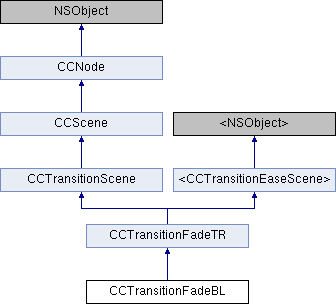 NSObject
CCNode
CCScene
<NSObject>
CCTransitionScene
<CCTransitionEaseScene>
CCTransitionFadeTR
CCTransitionFadeBL